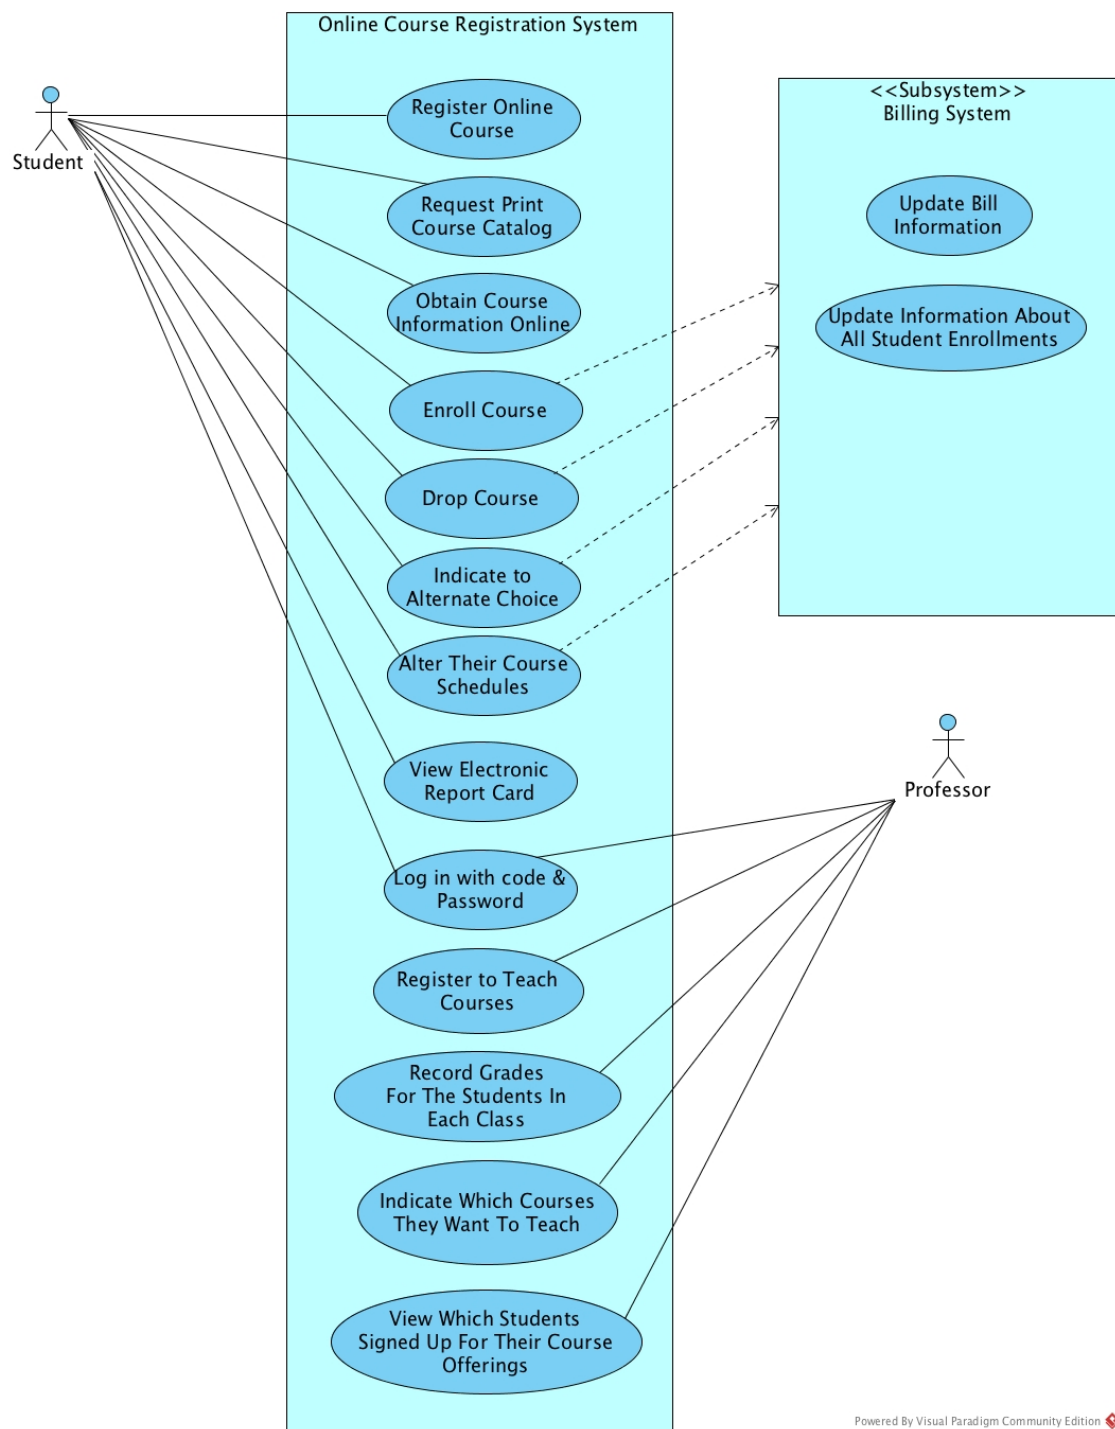 Online Course Registration System
Student
Register Online
Course
Request Print
Course Catalog
Obtain Course
Information Online
Enroll Course
Drop Course
Indicate to
Alternate Choice
Alter Their Course
Schedules
View Electronic
Report Card
Log in with code &
Password
Register to Teach
Courses
Record Grades
For The Students In
Each Class
Indicate Which Courses
They Want To Teach
View Which Students
Signed Up For Their Course
Offerings
<<Subsystem>>
Billing System
Update Bill
Information
Update Information About
All Student Enrollments
Professor
Powered By Visual Paradigm Community Edition